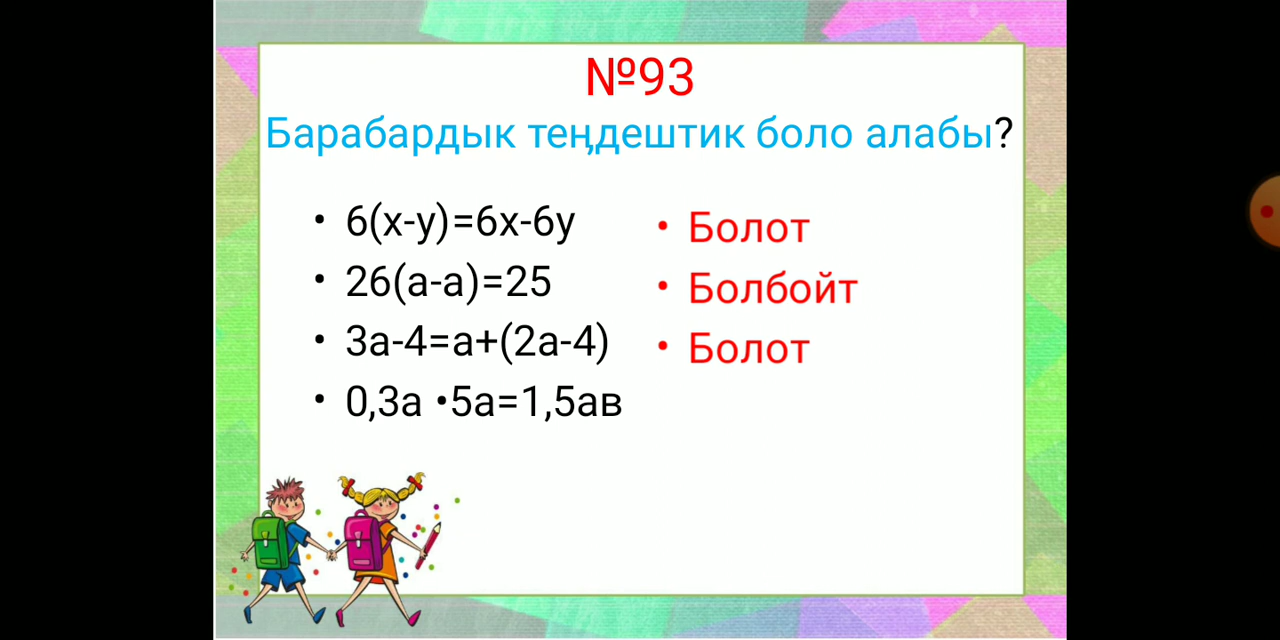 №93
Барабардык теңдештик боло алабы?
• 6(х-у)=6х-6у
• 26(а-а)=25
• 3а-4=а+(2а-4)
• 0,3а •5а=1,5ав
• Болот
• Болбойт
• Болот